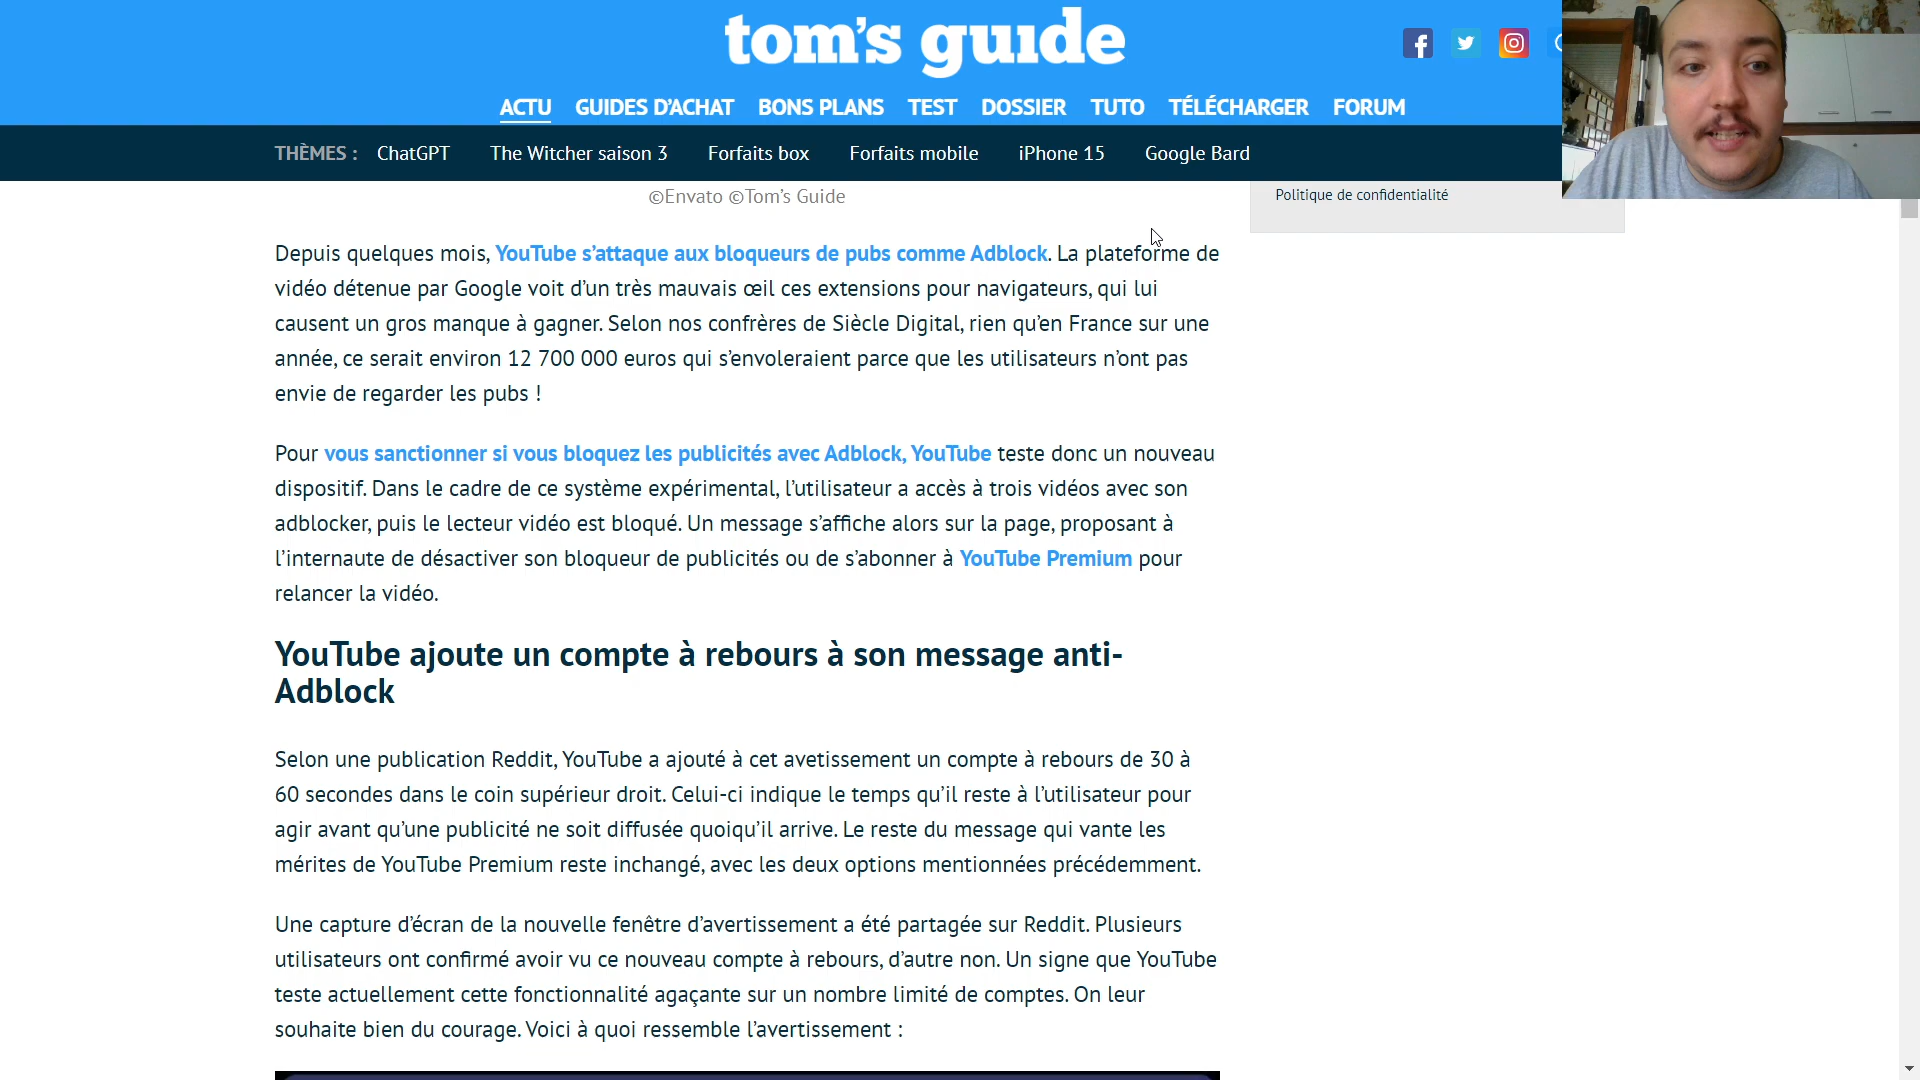 tom's guide
ACTU GUIDES D'ACHAT BONS PLANS TEST DOSSIER TUTO TÉLÉCHARGER FORUM
THÈMES : ChatGPT The Witcher saison 3 Forfaits box Forfaits mobile iPhone 15 Google Bard
©Envato ©Tom's Guide
Politique de confidentialité
Depuis quelques mois, YouTube s'attaque aux bloqueurs de pubs comme Adblock. La plateforme de
vidéo détenue par Google voit d'un très mauvais œil ces extensions pour navigateurs, qui lui
causent un gros manque à gagner. Selon nos confrères de Siècle Digital, rien qu'en France sur une
année, ce serait environ 12 700 000 euros qui s'envoleraient parce que les utilisateurs n'ont pas
envie de regarder les pubs !
Pour vous sanctionner si vous bloquez les publicités avec Adblock, YouTube teste donc un nouveau
dispositif. Dans le cadre de ce système expérimental, l'utilisateur a accès à trois vidéos avec son
adblocker, puis le lecteur vidéo est bloqué. Un message s'affiche alors sur la page, proposant à
l'internaute de désactiver son bloqueur de publicités ou de s'abonner à YouTube Premium pour
relancer la vidéo.
YouTube ajoute un compte à rebours à son message anti-
Adblock
Selon une publication Reddit, YouTube a ajouté à cet avetissement un compte à rebours de 30 à
60 secondes dans le coin supérieur droit. Celui-ci indique le temps qu'il reste à l'utilisateur pour
agir avant qu'une publicité ne soit diffusée quoiqu'il arrive. Le reste du message qui vante les
mérites de YouTube Premium reste inchangé, avec les deux options mentionnées précédemment.
Une capture d'écran de la nouvelle fenêtre d'avertissement a été partagée sur Reddit. Plusieurs
utilisateurs ont confirmé avoir vu ce nouveau compte à rebours, d'autre non. Un signe que YouTube
teste actuellement cette fonctionnalité agaçante sur un nombre limité de comptes. On leur
souhaite bien du courage. Voici à quoi ressemble l'avertissement :